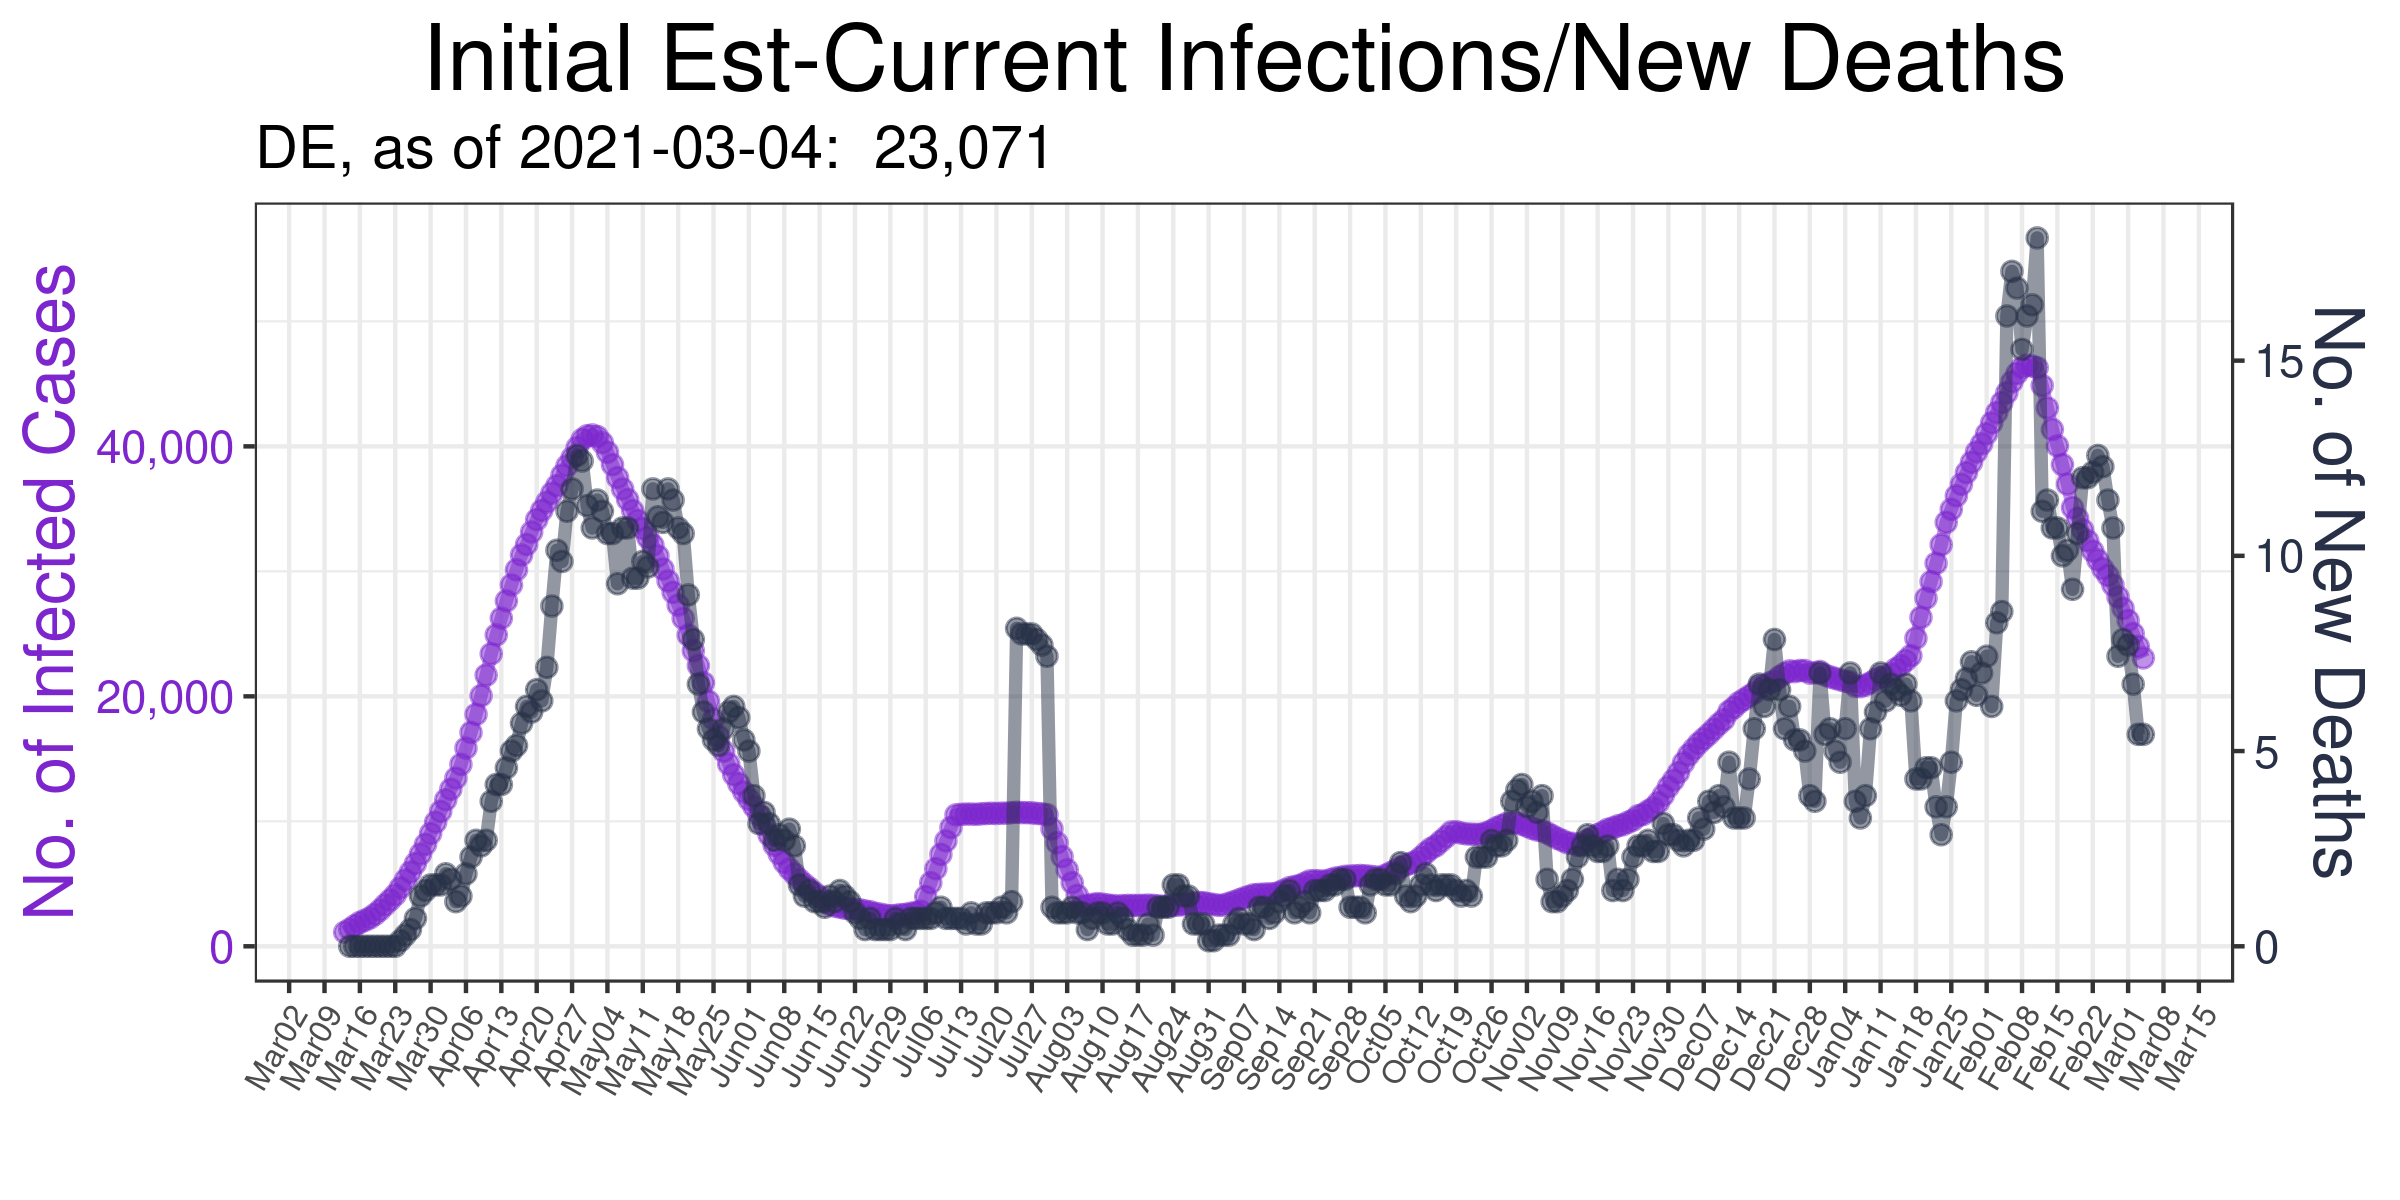 Initial Est-Current Infections/New Deaths
DE, as of 2021-03-04: 23,071
No. of Infected Cases
40,000
20,000
0
No. of New Deaths
15
10
5
0
Mar02
Mar09
Mar16
Mar23
Mar30
Apr06
Apr13
Apr20
Apr27
May04
May11
May18
May25
Jun01
Jun08
Jun15
Jun22
Jun29
Jul06
Jul13
Jul20
Jul27
Aug03
Aug10
Aug17
Aug24
Aug31
Sep07
Sep14
Sep21
Sep28
Oct05
Oct12
Oct19
Oct26
Nov02
Nov09
Nov16
Nov23
Nov30
Dec07
Dec14
Dec21
Dec28
Jan04
Jan11
Jan18
Jan25
Feb01
Feb08
Feb15
Feb22
Mar01
Mar08
Mar15